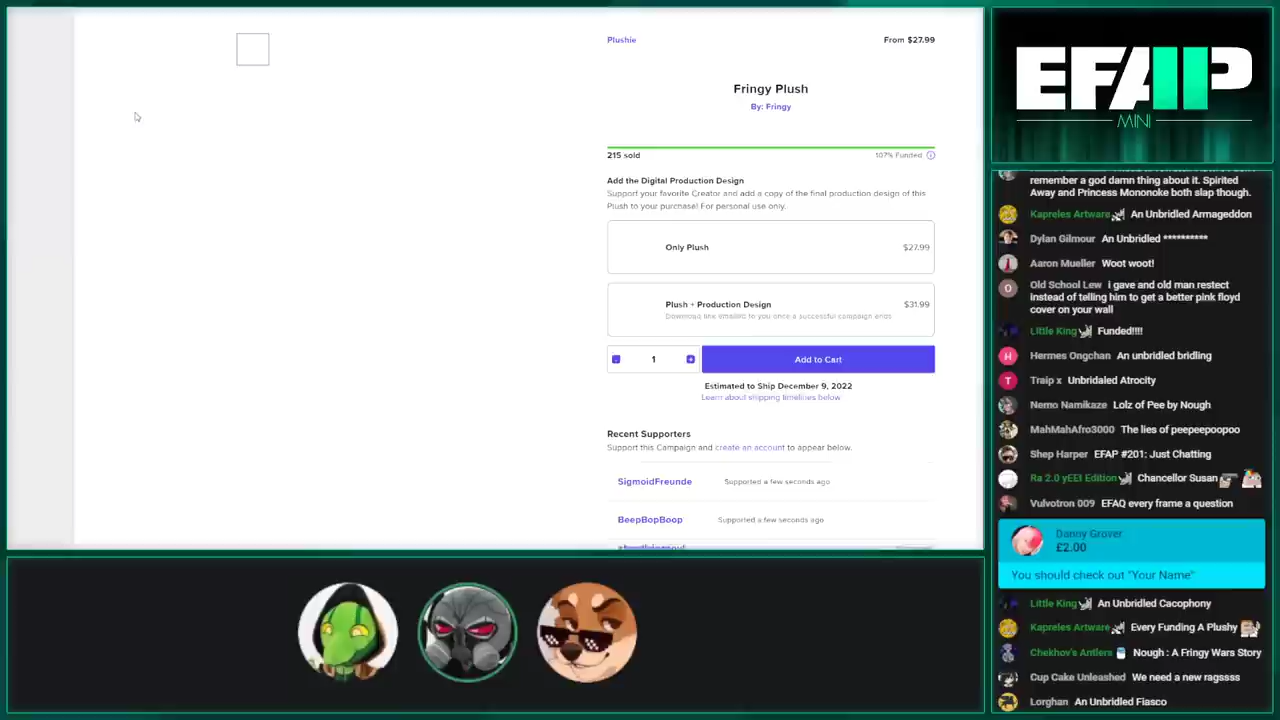 Plushie
From $27.99
Fringy Plush
By: Fringy
215 sold
107% Funded
Add the Digital Production Design
Support your favorite Creator and add a copy of the final production design of this
Plush to your purchase! For personal use only.
Only Plush
$27.99
Plush + Production Design
$31.99
Download link emailed to you once a successful campaign ends
- 1 +
Add to Cart
Estimated to Ship December 9, 2022
Learn about shipping timelines below
Recent Supporters
Support this Campaign and create an account to appear below.
SigmoidFreunde
Supported a few seconds ago
BeepBopBoop
Supported a few seconds ago
EFAP
MINI
remember a god damn thing about it. Spirited
Away and Princess Mononoke both slap though.
Kapreles Artware An Unbridled Armageddon
Dylan Gilmour An Unbridled **********
Aaron Mueller Woot woot!
Old School Lew i gave and old man restect
instead of telling him to get a better pink floyd
cover on your wall
Little King Funded!!!!
Hermes Ongchan An unbridled bridling
Traip x Unbridaled Atrocity
Nemo Namikaze Lolz of Pee by Nough
MahMahAfro3000 The lies of peepeepoopoo
Shep Harper EFAP #201: Just Chatting
Ra 2.0 yEEt Edition Chancellor Susan
Vulvotron 009 EFAQ every frame a question
Danny Grover
£2.00
You should check out "Your Name"
Little King An Unbridled Cacophony
Kapreles Artware Every Funding A Plushy
Chekhov's Antlers Nough : A Fringy Wars Story
Cup Cake Unleashed We need a new ragssss
Lorghan An Unbridled Fiasco